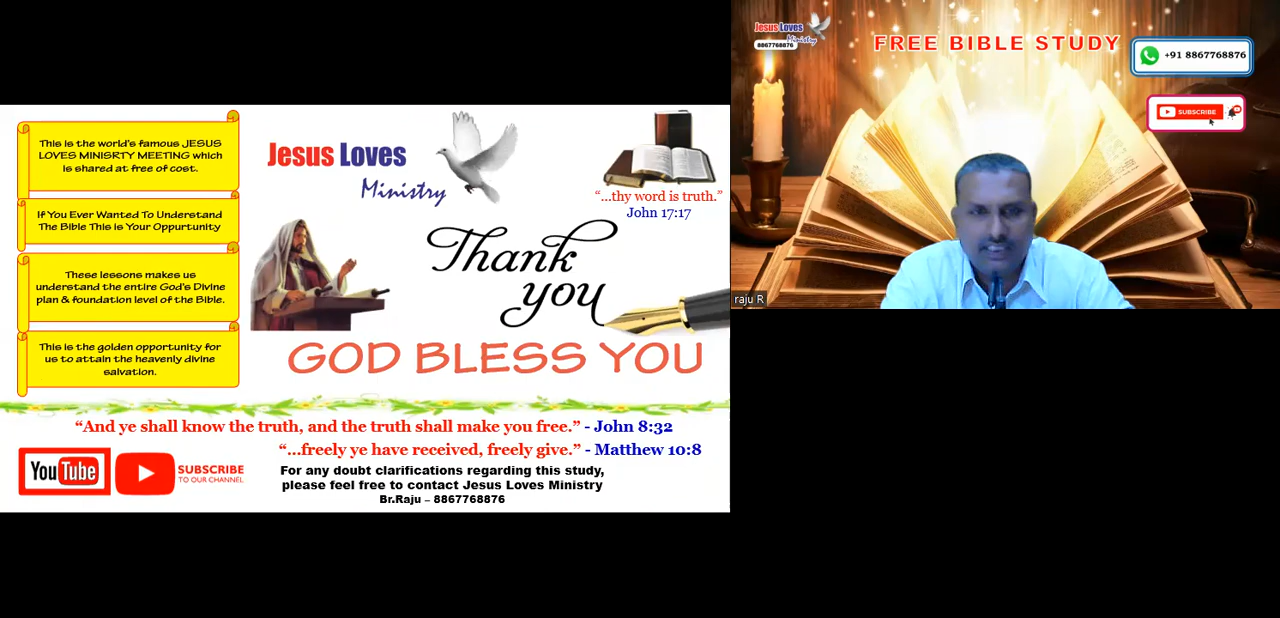 This is the world's famous JESUS
LOVES MINISRTY MEETING which
is shared at free of cost.
If You Ever Wanted To Understand
The Bible This is Your Oppurtunity
These lessons makes us
understand the entire God's Divine
plan & foundation level of the Bible.
This is the golden opportunity for
us to attain the heavenly divine
salvation.
Jesus Loves
Ministry
"...thy word is truth."
John 17:17
Thank
you
GOD BLESS YOU
"And ye shall know the truth, and the truth shall make you free." - John 8:32
"...freely ye have received, freely give." - Matthew 10:8
YouTube
SUBSCRIBE
TO OUR CHANNEL
For any doubt clarifications regarding this study,
please feel free to contact Jesus Loves Ministry
Br.Raju – 8867768876
Jesus Loves
Ministry
8867768876
FREE BIBLE STUDY
+91 8867768876
SUBSCRIBE
raju R